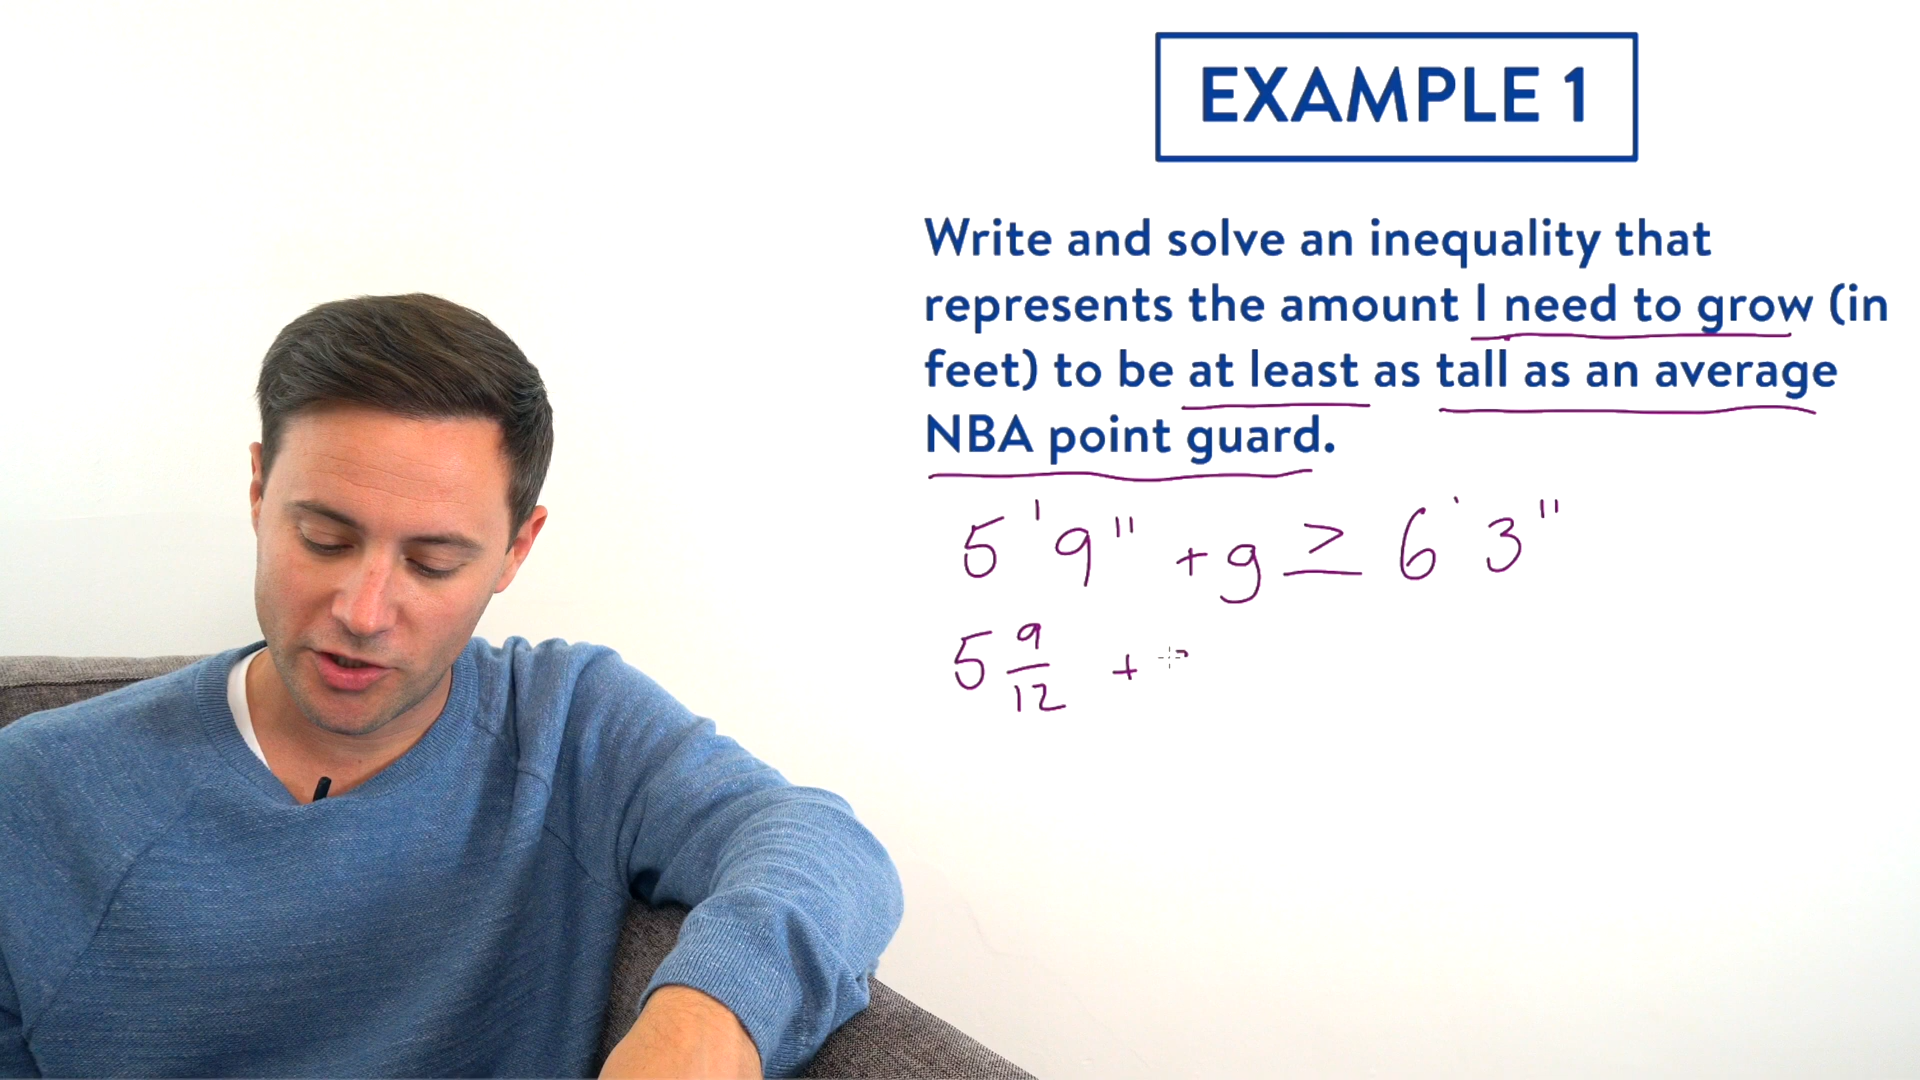 EXAMPLE 1
Write and solve an inequality that
represents the amount I need to grow (in
feet) to be at least as tall as an average
NBA point guard.
5'9" + g ≥ 6'3"
5 9/12 +